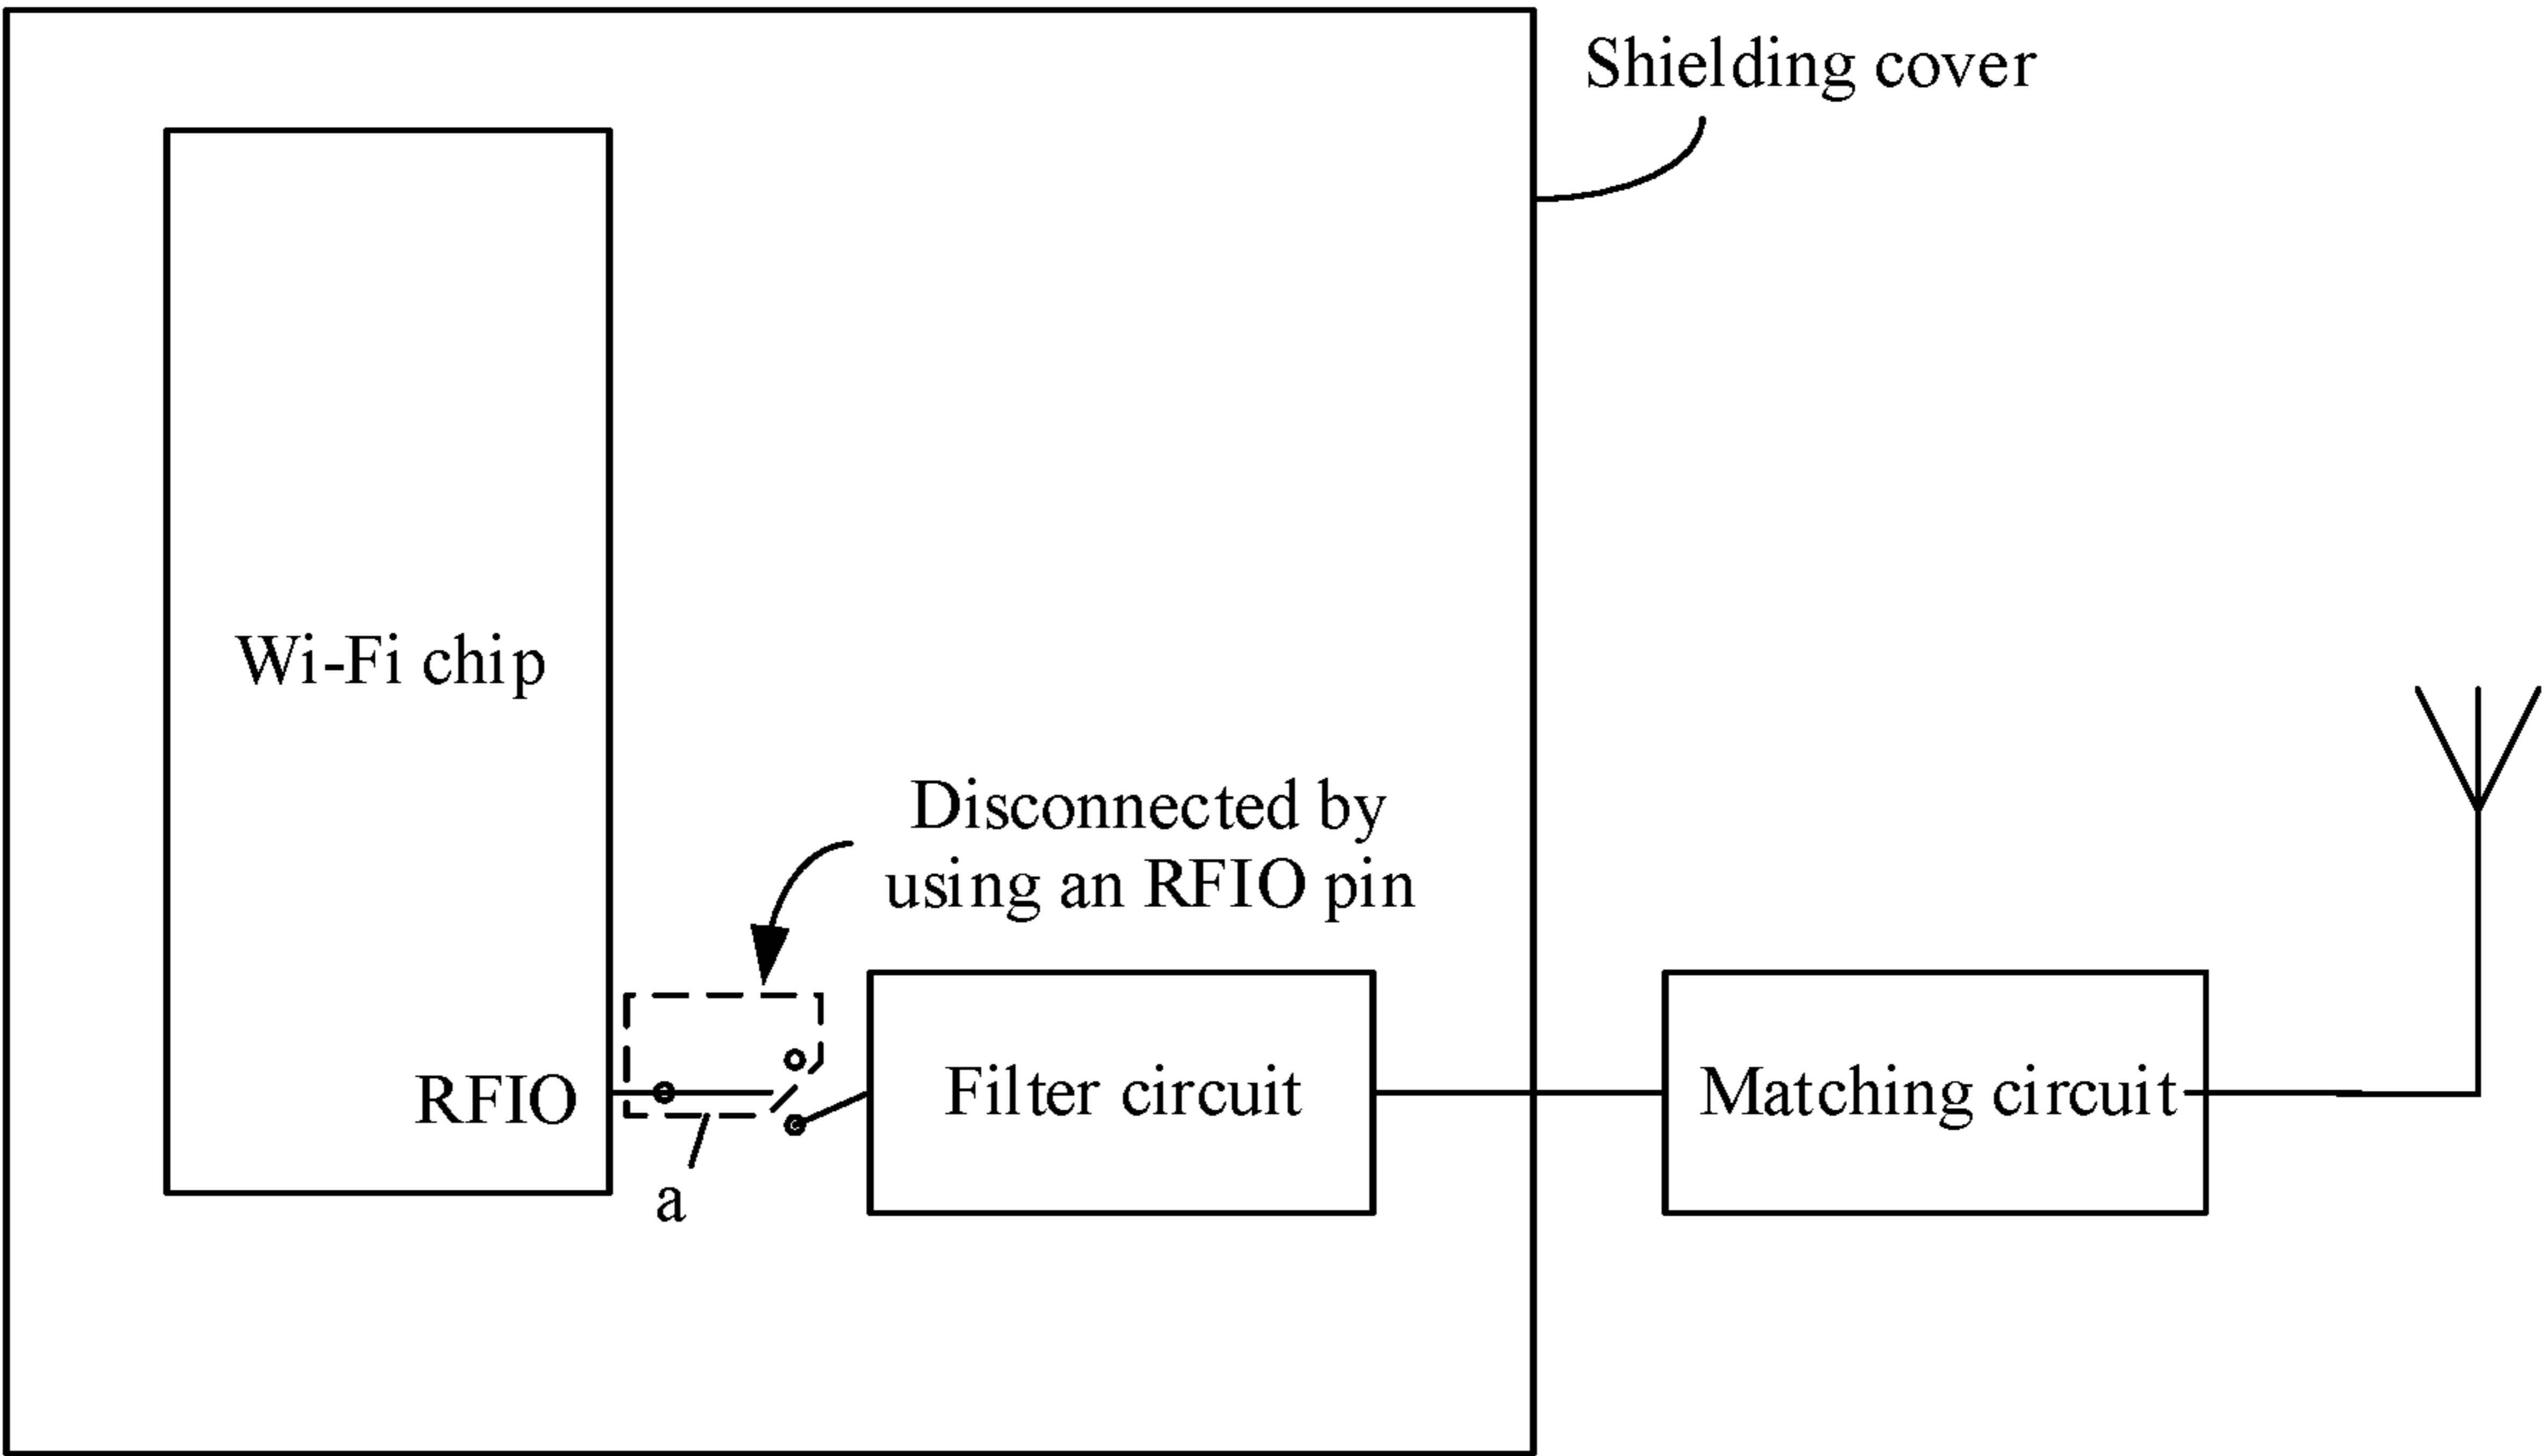 Shielding cover
Wi-Fi chip
Disconnected by
using an RFIO pin
RFIO
Filter circuit
Matching circuit
a